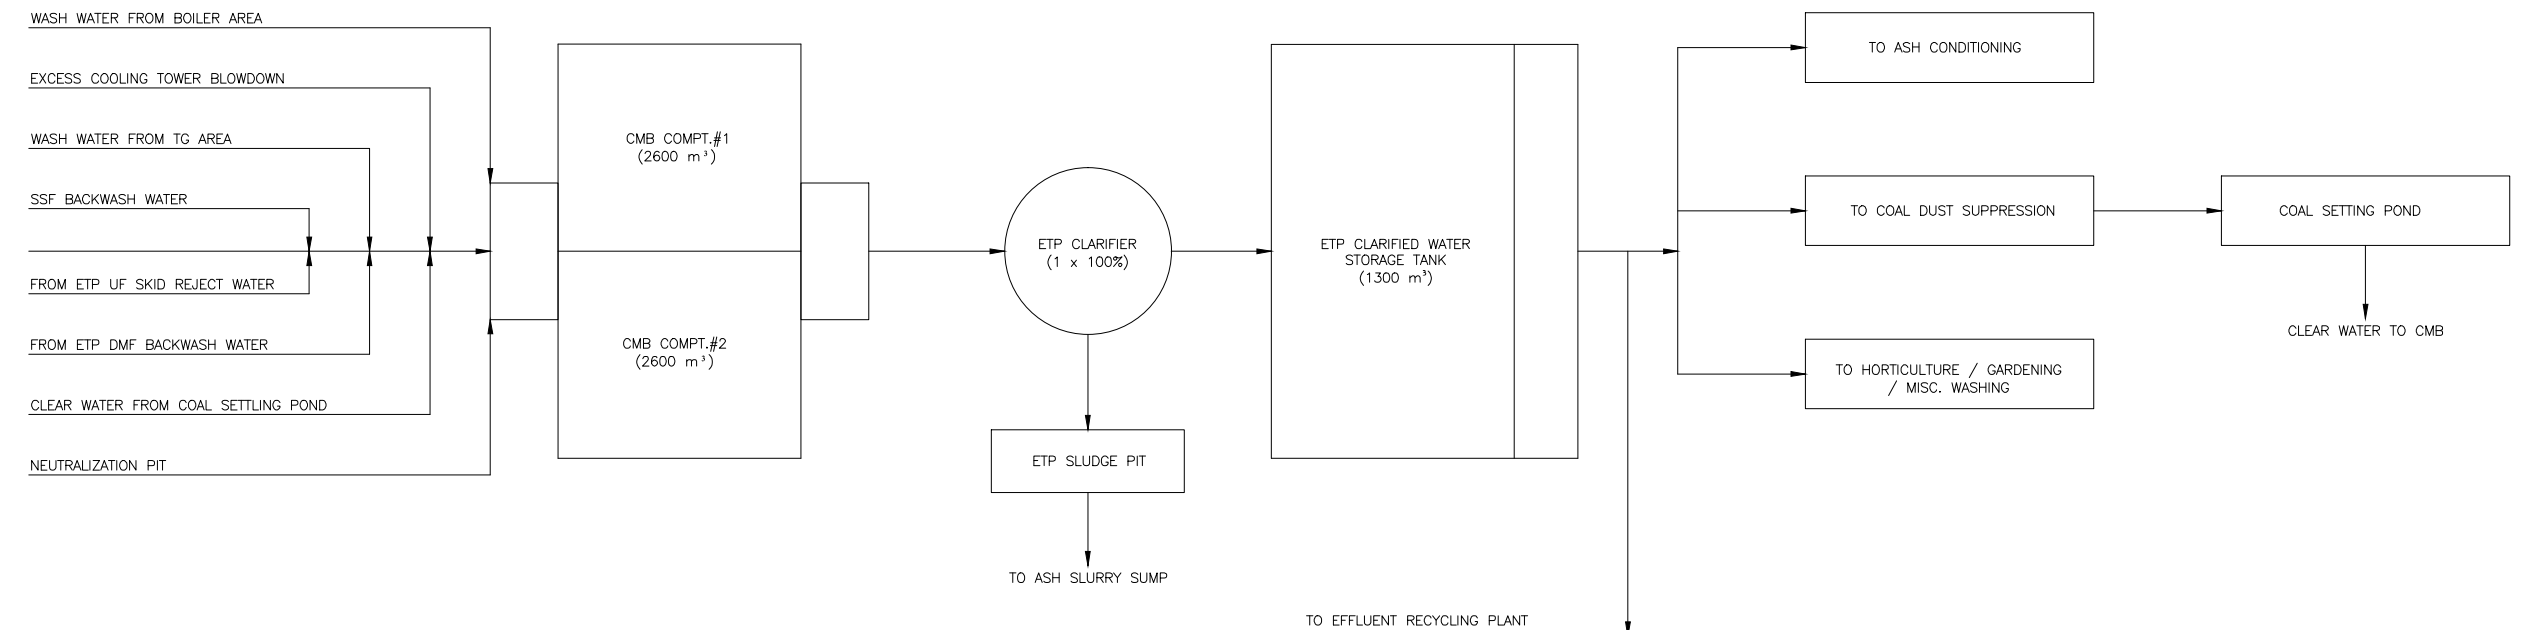 WASH WATER FROM BOILER AREA
EXCESS COOLING TOWER BLOWDOWN
WASH WATER FROM TG AREA
SSF BACKWASH WATER
FROM ETP UF SKID REJECT WATER
FROM ETP DMF BACKWASH WATER
CLEAR WATER FROM COAL SETTLING POND
NEUTRALIZATION PIT
CMB COMPT.#1
(2600 m³)
CMB COMPT.#2
(2600 m³)
ETP CLARIFIER
(1 x 100%)
ETP SLUDGE PIT
TO ASH SLURRY SUMP
ETP CLARIFIED WATER
STORAGE TANK
(1300 m³)
TO EFFLUENT RECYCLING PLANT
TO ASH CONDITIONING
TO COAL DUST SUPPRESSION
TO HORTICULTURE / GARDENING
/ MISC. WASHING
COAL SETTING POND
CLEAR WATER TO CMB